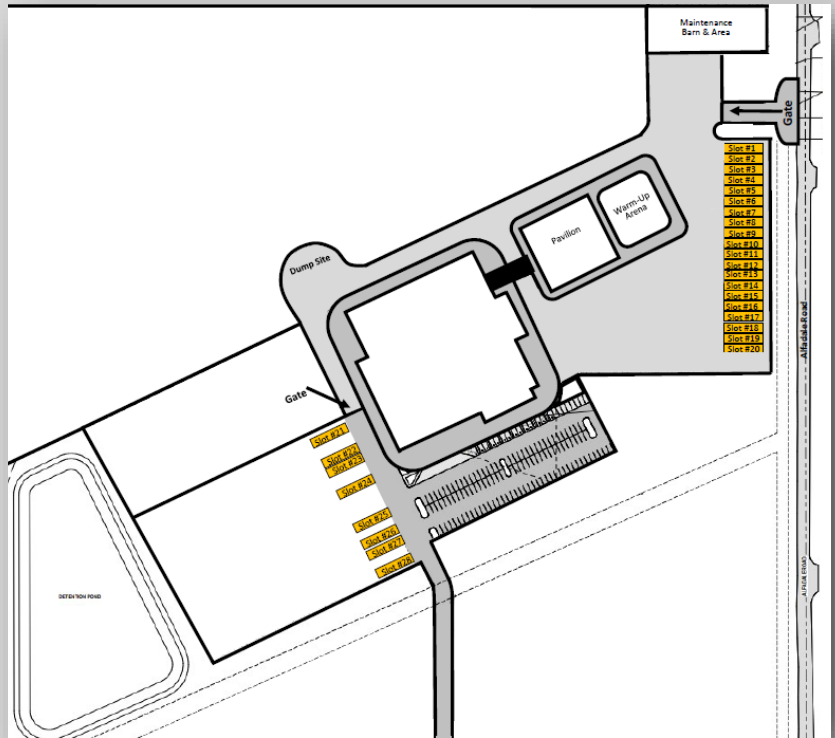 Maintenance
Barn & Area
Gate
Slot #1
Slot #2
Slot #3
Slot #4
Slot #5
Slot #6
Slot #7
Slot #8
Slot #9
Slot #10
Slot #11
Slot #12
Slot #13
Slot #14
Slot #15
Slot #16
Slot #17
Slot #18
Slot #19
Slot #20
Warm-Up
Arena
Pavilion
Dump Site
Alfadale Road
Gate
Slot #21
Slot #22
Slot #23
Slot #24
Slot #25
Slot #26
Slot #27
Slot #28
DETENTION POND